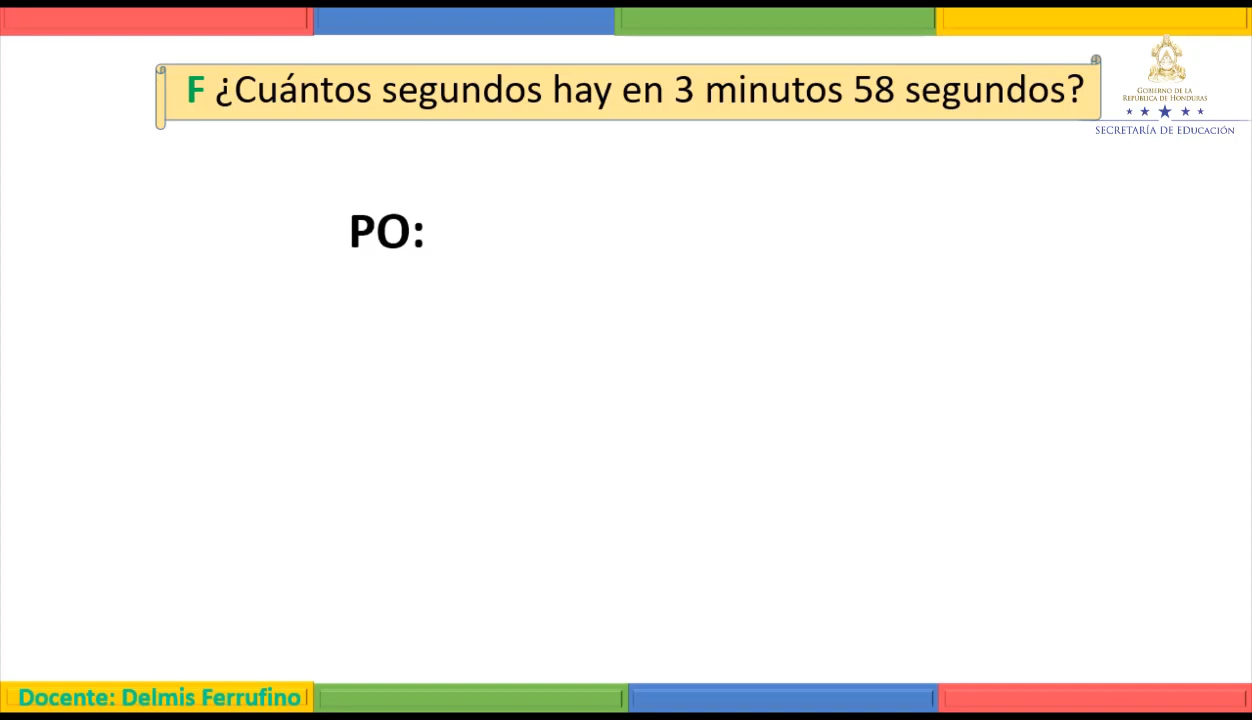 F ¿Cuántos segundos hay en 3 minutos 58 segundos?
GOBIERNO DE LA
REPÚBLICA DE HONDURAS
SECRETARÍA DE EDUCACIÓN
PO:
Docente: Delmis Ferrufino